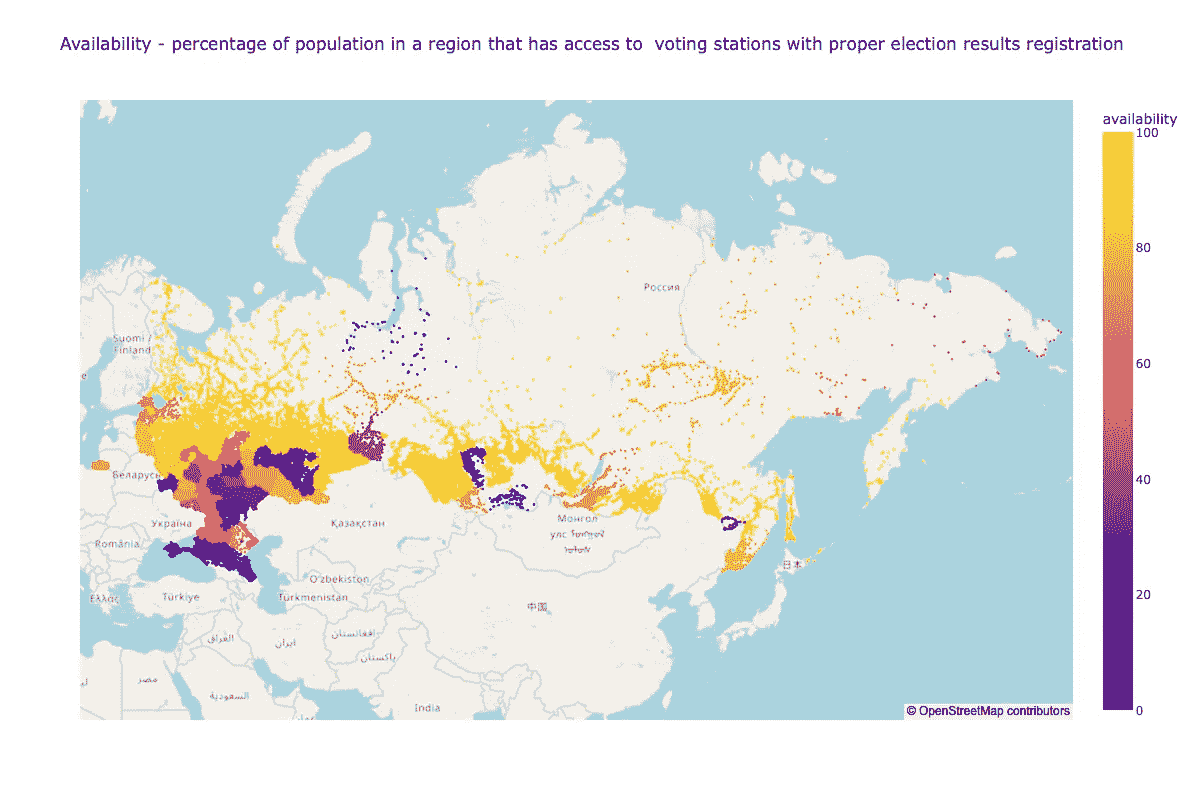 Availability - percentage of population in a region that has access to  voting stations with proper election results registration
availability
100
80
60
40
20
0
Россия
Suomi /
Finland
Беларусь
Україна
Қазақстан
România
Монгол
улс
O'zbekiston
Türkiye
Türkmenistan
Ελλάς
中国
日本
العراق
ایران
افغانستان
پاکستان
مصر
السعودية
India
© OpenStreetMap contributors